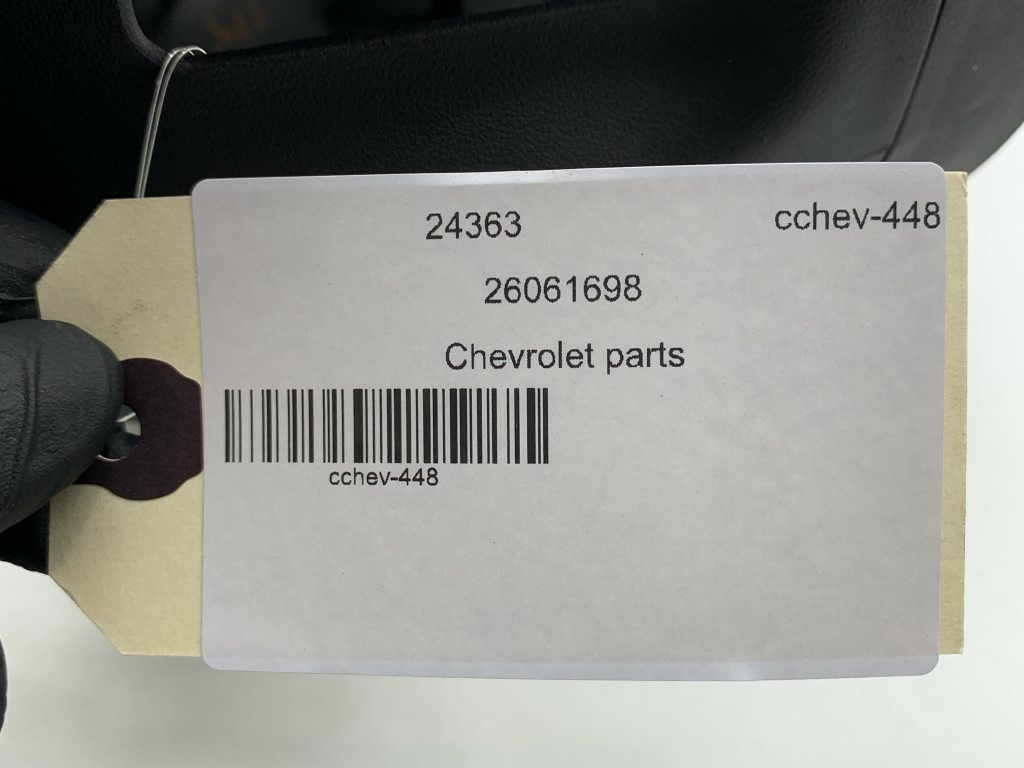 24363 cchev-448
26061698
Chevrolet parts
cchev-448